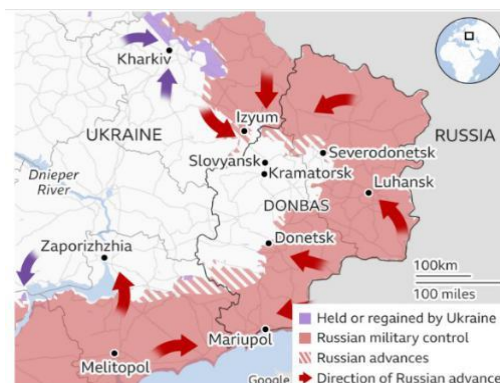 Kharkiv
Izyum
UKRAINE
RUSSIA
Slovyansk
Severodonetsk
Kramatorsk
Dnieper
River
Luhansk
DONBAS
Zaporizhzhia
Donetsk
100km
100 miles
Held or regained by Ukraine
Mariupol
Russian military control
Russian advances
Melitopol
Google
Direction of Russian advance